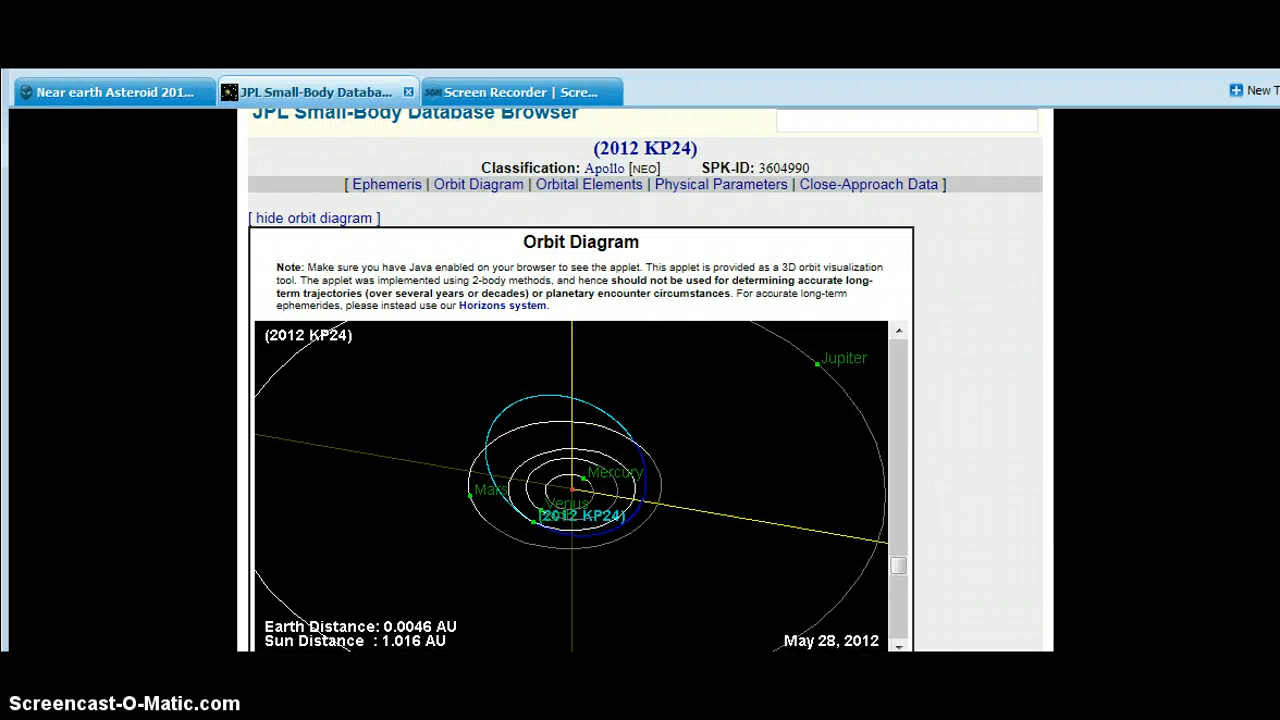 Near earth Asteroid 201...
JPL Small-Body Databa...
SOM Screen Recorder | Scre...
New T
JPL Small-Body Database Browser
(2012 KP24)
Classification: Apollo [NEO] SPK-ID: 3604990
[ Ephemeris | Orbit Diagram | Orbital Elements | Physical Parameters | Close-Approach Data ]
[ hide orbit diagram ]
Orbit Diagram
Note: Make sure you have Java enabled on your browser to see the applet. This applet is provided as a 3D orbit visualization
tool. The applet was implemented using 2-body methods, and hence should not be used for determining accurate long-
term trajectories (over several years or decades) or planetary encounter circumstances. For accurate long-term
ephemerides, please instead use our Horizons system.
(2012 KP24)
Jupiter
Mercury
Mars
Venus
(2012 KP24)
Earth Distance: 0.0046 AU
Sun Distance : 1.016 AU
May 28, 2012
Screencast-O-Matic.com